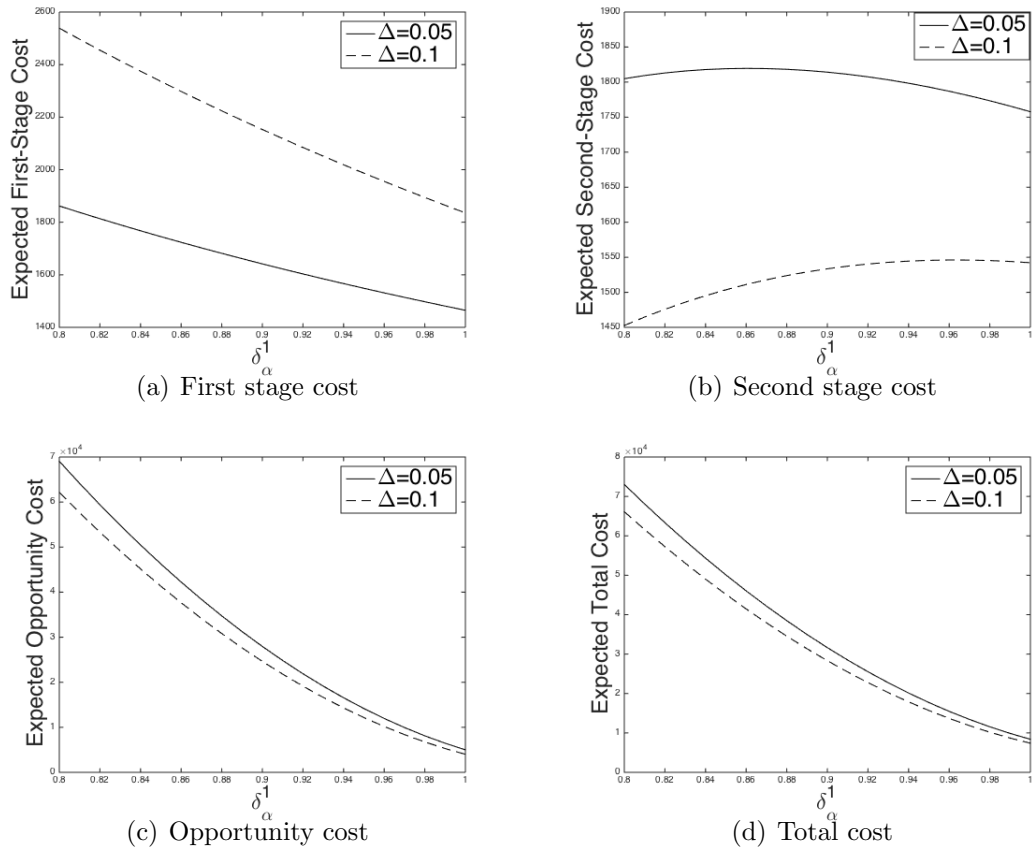 2600
2400
2200
2000
1800
1600
1400
0.8 0.82 0.84 0.86 0.88 0.9 0.92 0.94 0.96 0.98 1
Expected First-Stage Cost
δ¹α
Δ=0.05
Δ=0.1
(a) First stage cost
1900
1850
1800
1750
1700
1650
1600
1550
1500
1450
0.8 0.82 0.84 0.86 0.88 0.9 0.92 0.94 0.96 0.98 1
Expected Second-Stage Cost
δ¹α
Δ=0.05
Δ=0.1
(b) Second stage cost
×10⁴
7
6
5
4
3
2
1
0
0.8 0.82 0.84 0.86 0.88 0.9 0.92 0.94 0.96 0.98 1
Expected Opportunity Cost
δ¹α
Δ=0.05
Δ=0.1
(c) Opportunity cost
×10⁴
8
7
6
5
4
3
2
1
0
0.8 0.82 0.84 0.86 0.88 0.9 0.92 0.94 0.96 0.98 1
Expected Total Cost
δ¹α
Δ=0.05
Δ=0.1
(d) Total cost